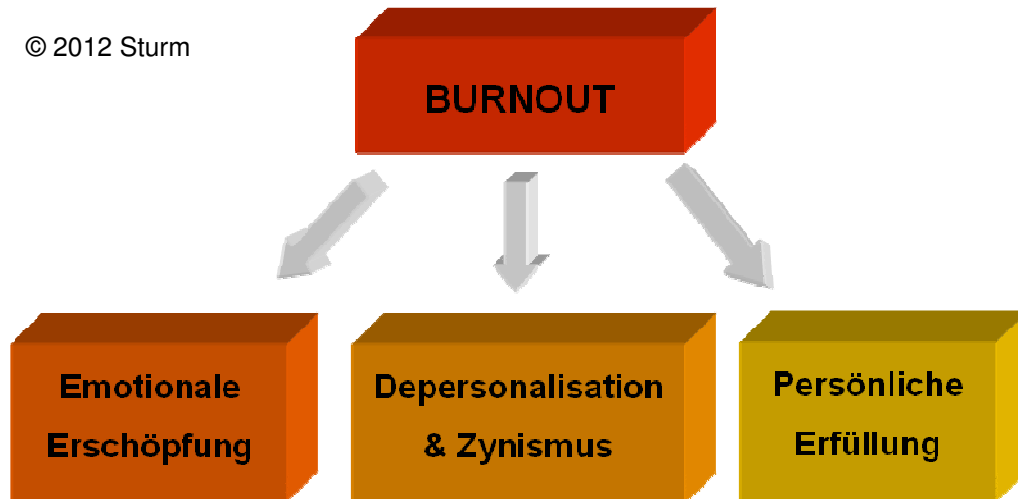 © 2012 Sturm
BURNOUT
Emotionale
Erschöpfung
Depersonalisation
& Zynismus
Persönliche
Erfüllung